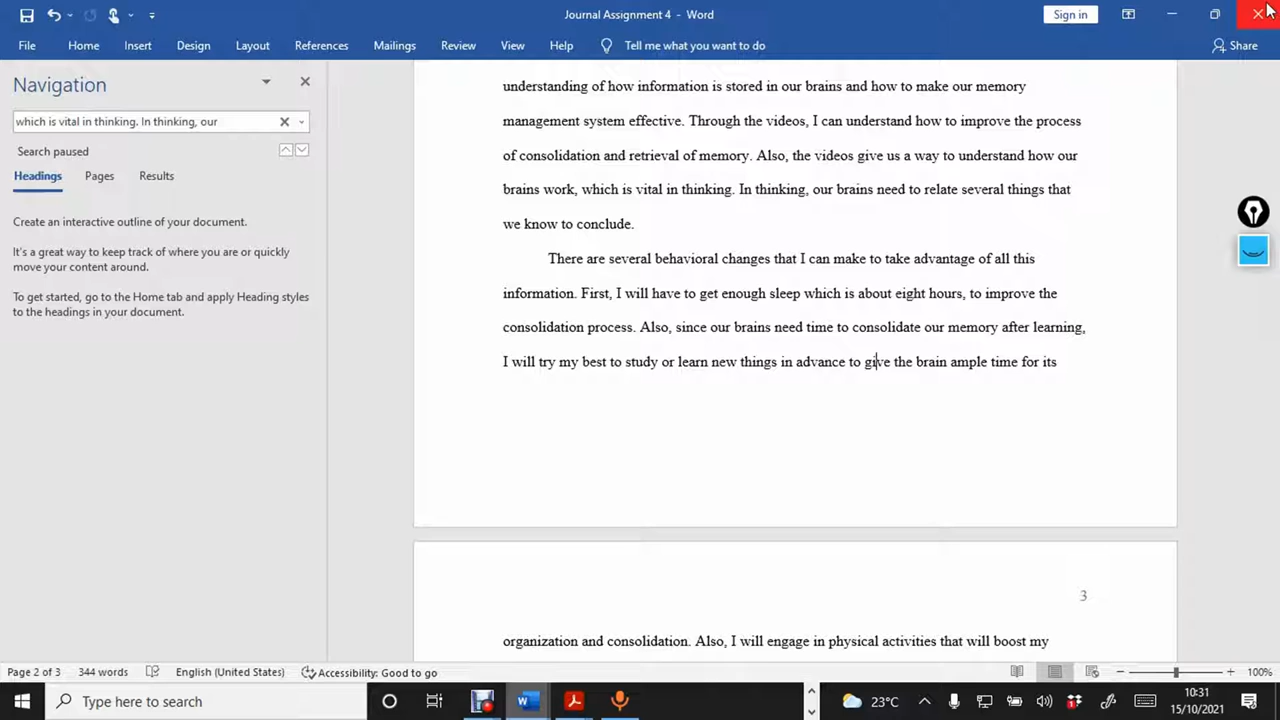 Journal Assignment 4 - Word
Sign in
File Home Insert Design Layout References Mailings Review View Help Tell me what you want to do Share
Navigation
which is vital in thinking. In thinking, our
Search paused
Headings Pages Results
Create an interactive outline of your document.
It's a great way to keep track of where you are or quickly
move your content around.
To get started, go to the Home tab and apply Heading styles
to the headings in your document.
understanding of how information is stored in our brains and how to make our memory
management system effective. Through the videos, I can understand how to improve the process
of consolidation and retrieval of memory. Also, the videos give us a way to understand how our
brains work, which is vital in thinking. In thinking, our brains need to relate several things that
we know to conclude.
There are several behavioral changes that I can make to take advantage of all this
information. First, I will have to get enough sleep which is about eight hours, to improve the
consolidation process. Also, since our brains need time to consolidate our memory after learning,
I will try my best to study or learn new things in advance to give the brain ample time for its
3
organization and consolidation. Also, I will engage in physical activities that will boost my
Page 2 of 3 344 words English (United States) Accessibility: Good to go 100%
Type here to search
23°C
10:31
15/10/2021